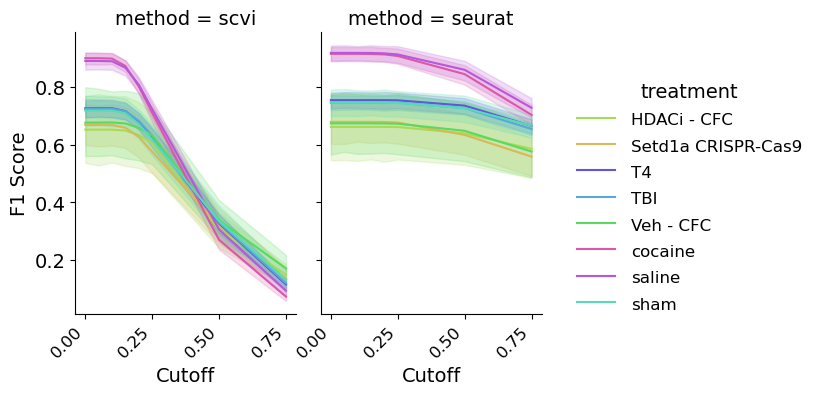 method = scvi
method = seurat
F1 Score
0.8
0.6
0.4
0.2
0.00
0.25
0.50
0.75
Cutoff
0.00
0.25
0.50
0.75
Cutoff
treatment
HDACi - CFC
Setd1a CRISPR-Cas9
T4
TBI
Veh - CFC
cocaine
saline
sham